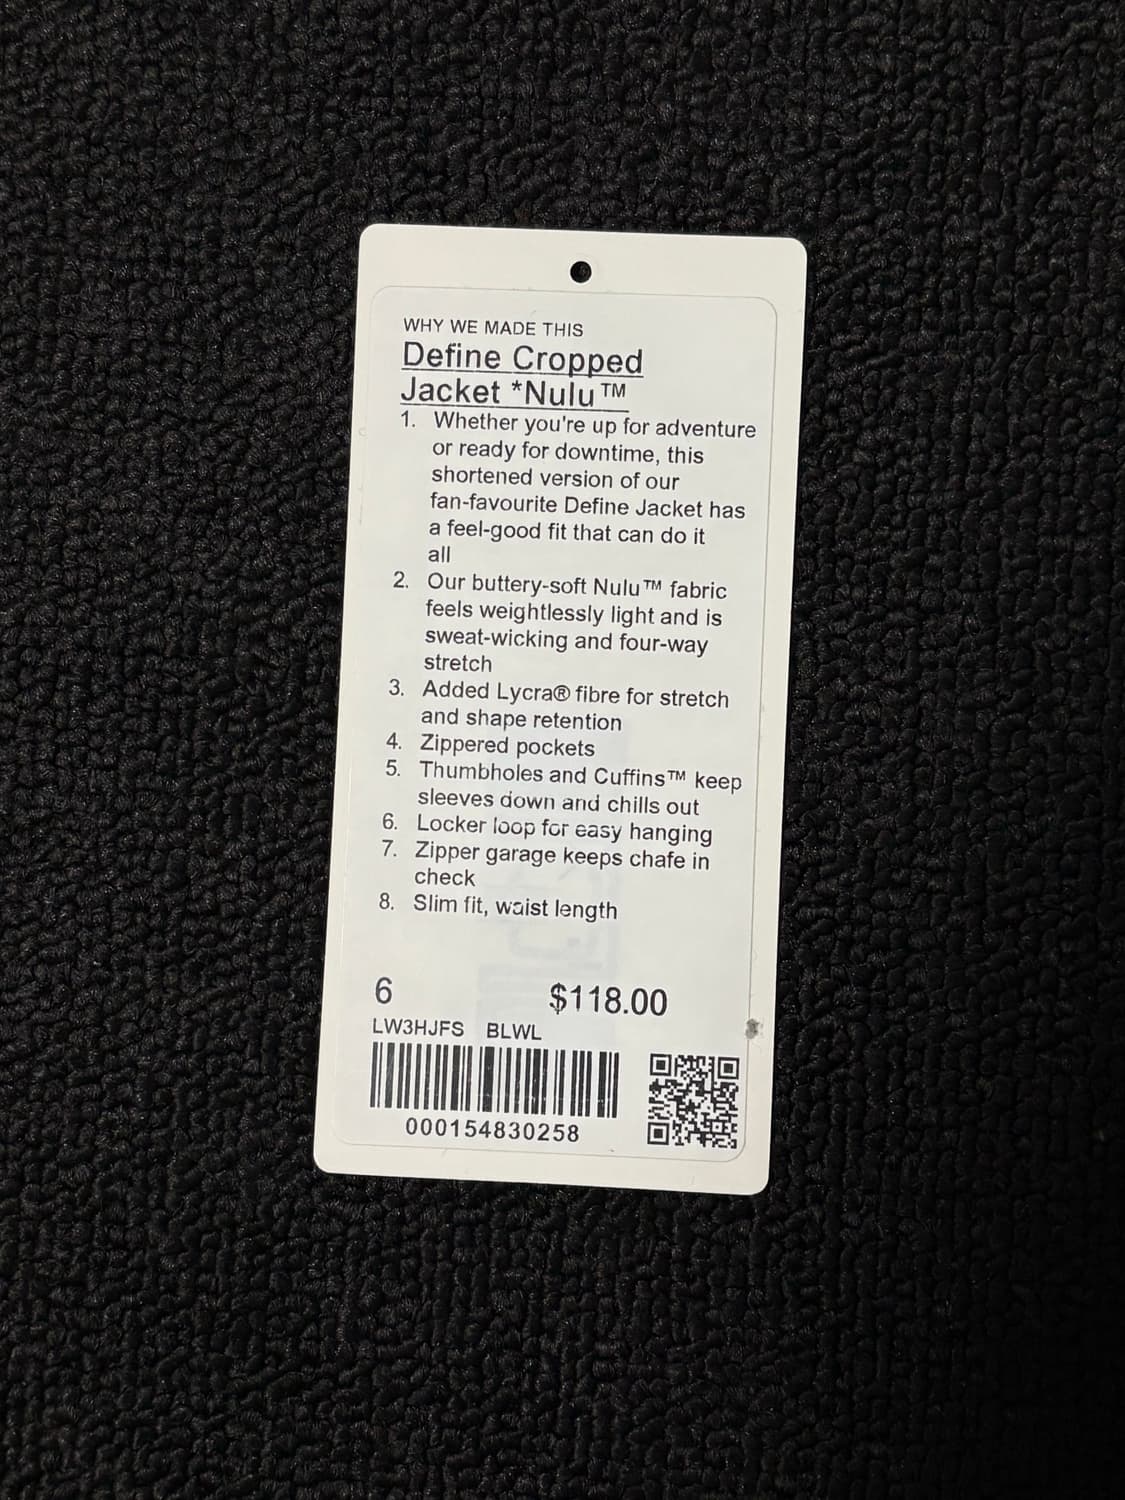 WHY WE MADE THIS
Define Cropped
Jacket *Nulu™
1. Whether you're up for adventure
or ready for downtime, this
shortened version of our
fan-favourite Define Jacket has
a feel-good fit that can do it
all
2. Our buttery-soft Nulu™ fabric
feels weightlessly light and is
sweat-wicking and four-way
stretch
3. Added Lycra® fibre for stretch
and shape retention
4. Zippered pockets
5. Thumbholes and Cuffins™ keep
sleeves down and chills out
6. Locker loop for easy hanging
7. Zipper garage keeps chafe in
check
8. Slim fit, waist length
6 $118.00
LW3HJFS BLWL
000154830258